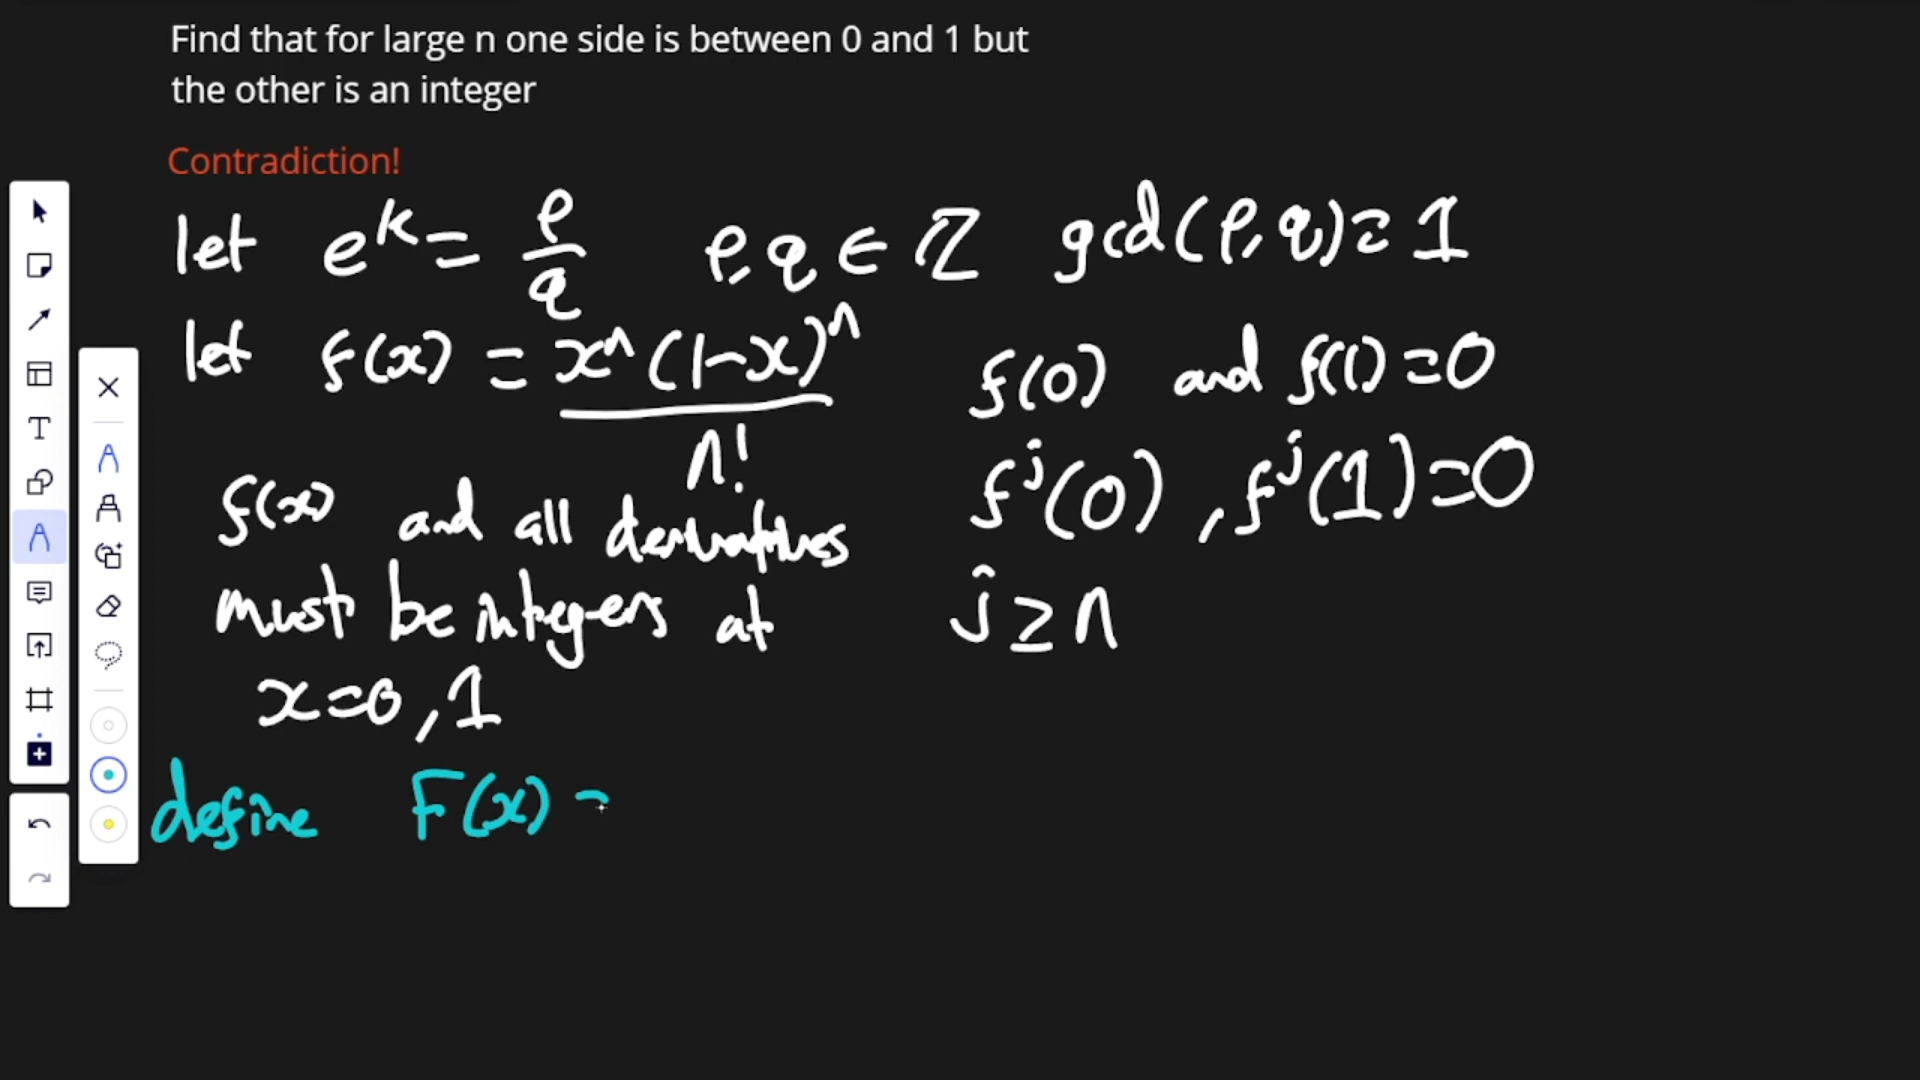 Find that for large n one side is between 0 and 1 but
the other is an integer
Contradiction!
let e^k = p/q    p,q ∈ ℤ    gcd(p,q)=1
let f(x) = x^n(1-x)^n/n!
f(x) and all derivatives
must be integers at
x=0,1
f(0) and f(1)=0
f^j(0), f^j(1)=0
j≥n
define F(x) =